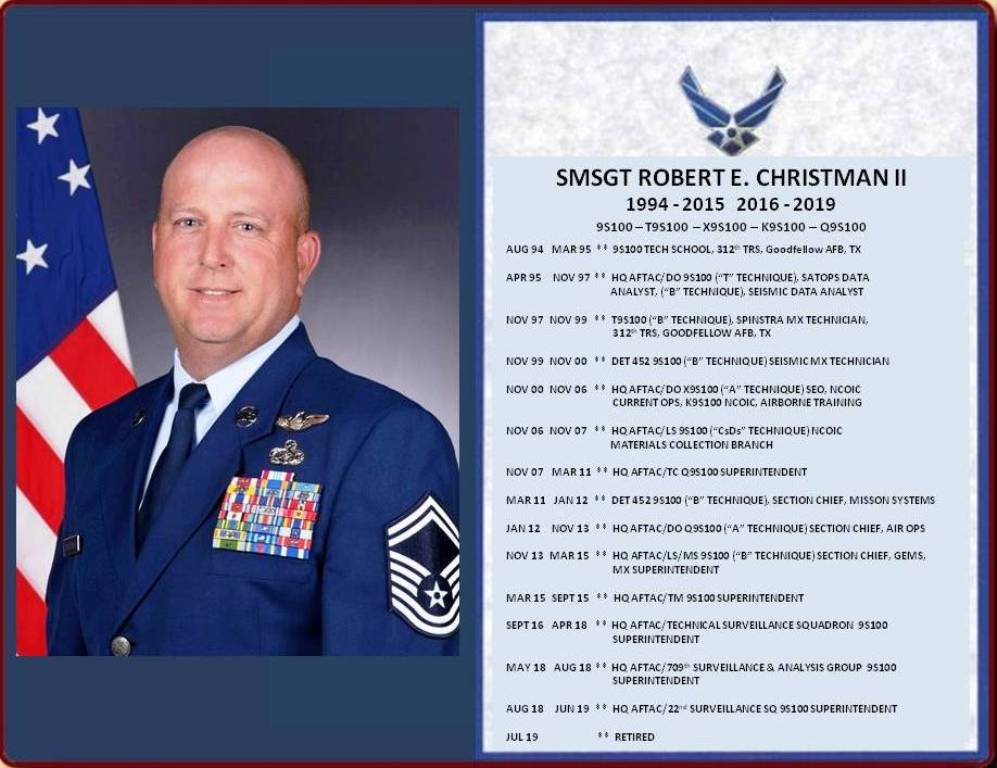 SMSGT ROBERT E. CHRISTMAN II
1994 - 2015 2016 - 2019
9S100 – T9S100 – X9S100 – K9S100 – Q9S100
AUG 94 MAR 95 ** 9S100 TECH SCHOOL, 312th TRS, Goodfellow AFB, TX
APR 95 NOV 97 ** HQ AFTAC/DO 9S100 ("T" TECHNIQUE), SATOPS DATA
ANALYST, ("B" TECHNIQUE), SEISMIC DATA ANALYST
NOV 97 NOV 99 ** T9S100 ("B" TECHNIQUE), SPINSTRA MX TECHNICIAN,
312th TRS, GOODFELLOW AFB, TX
NOV 99 NOV 00 ** DET 452 9S100 ("B" TECHNIQUE) SEISMIC MX TECHNICIAN
NOV 00 NOV 06 ** HQ AFTAC/DO X9S100 ("A" TECHNIQUE) SEO, NCOIC
CURRENT OPS, K9S100 NCOIC, AIRBORNE TRAINING
NOV 06 NOV 07 ** HQ AFTAC/LS 9S100 ("CsDs" TECHNIQUE) NCOIC
MATERIALS COLLECTION BRANCH
NOV 07 MAR 11 ** HQ AFTAC/TC Q9S100 SUPERINTENDENT
MAR 11 JAN 12 ** DET 452 9S100 ("B" TECHNIQUE), SECTION CHIEF, MISSON SYSTEMS
JAN 12 NOV 13 ** HQ AFTAC/DO Q9S100 ("A" TECHNIQUE) SECTION CHIEF, AIR OPS
NOV 13 MAR 15 ** HQ AFTAC/LS/MS 9S100 ("B" TECHNIQUE) SECTION CHIEF, GEMS,
MX SUPERINTENDENT
MAR 15 SEPT 15 ** HQ AFTAC/TM 9S100 SUPERINTENDENT
SEPT 16 APR 18 ** HQ AFTAC/TECHNICAL SURVEILLANCE SQUADRON 9S100
SUPERINTENDENT
MAY 18 AUG 18 ** HQ AFTAC/709th SURVEILLANCE & ANALYSIS GROUP 9S100
SUPERINTENDENT
AUG 18 JUN 19 ** HQ AFTAC/22nd SURVEILLANCE SQ 9S100 SUPERINTENDENT
JUL 19 ** RETIRED